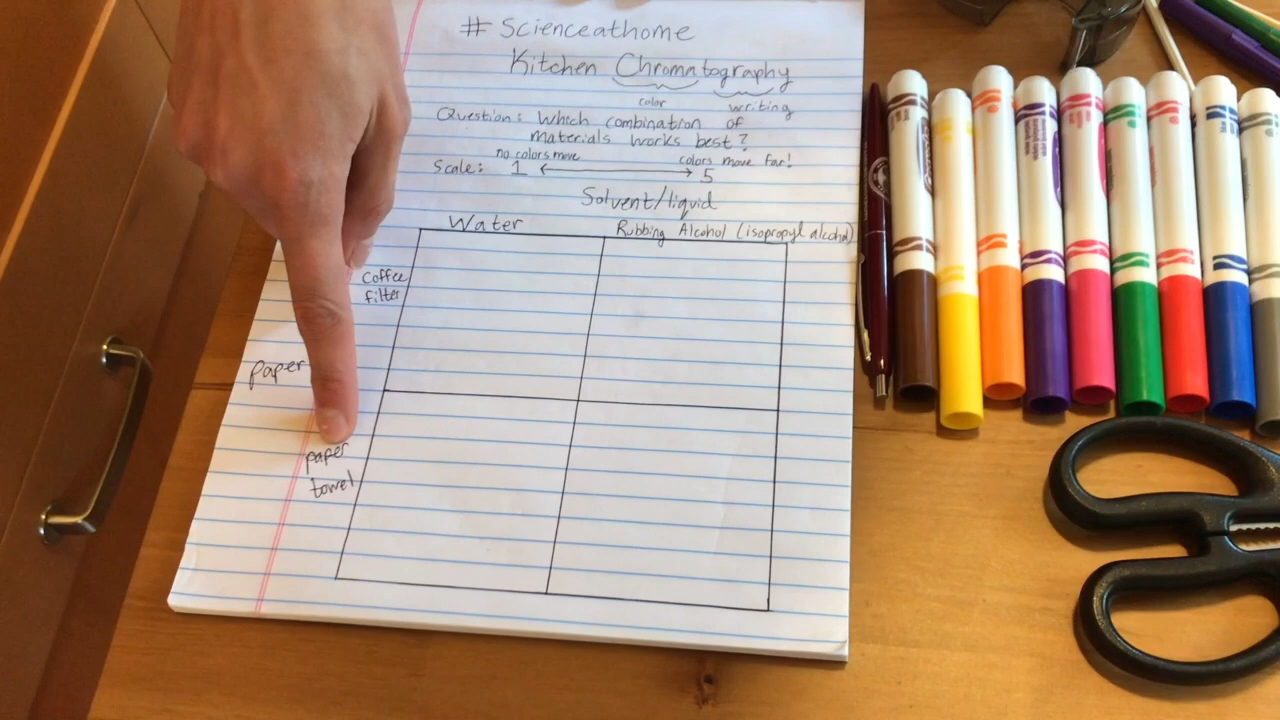 # Scienceathome
Kitchen Chromatography
color writing
Question: Which combination of
materials works best?
no colors move colors move far!
Scale: 1 5
Solvent/liquid
Water Rubbing Alcohol (isopropyl alcohol)
coffee
filter
paper
paper
towel